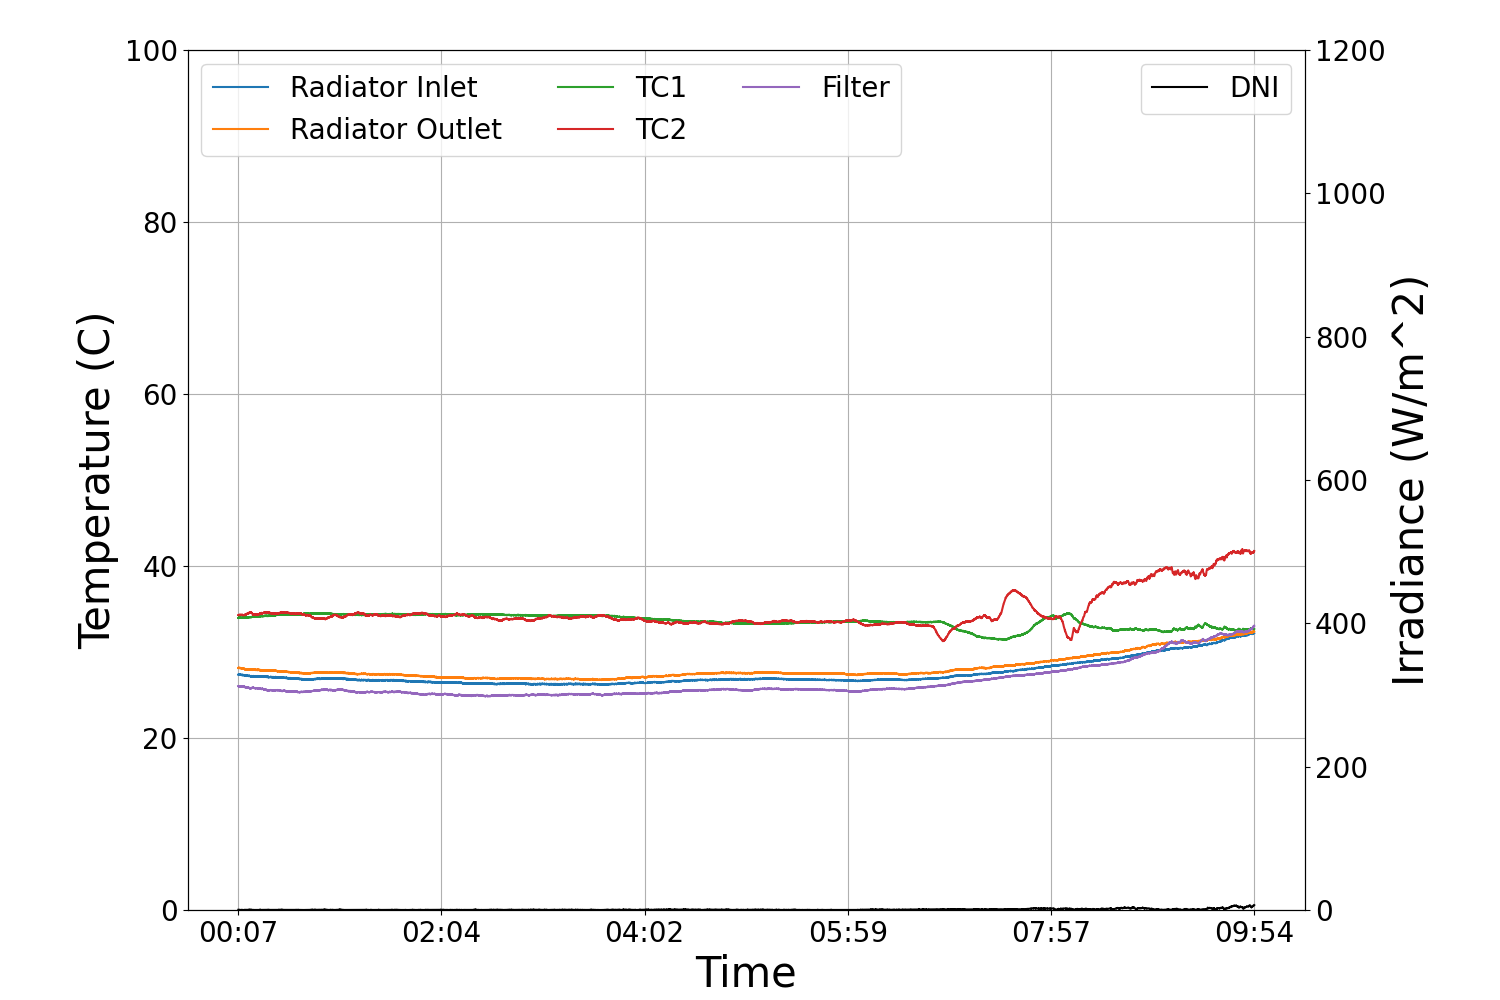 100
80
60
40
20
0
Temperature (C)
Radiator Inlet
Radiator Outlet
TC1
TC2
Filter
DNI
1200
1000
800
600
400
200
0
Irradiance (W/m^2)
00:07 02:04 04:02 05:59 07:57 09:54
Time